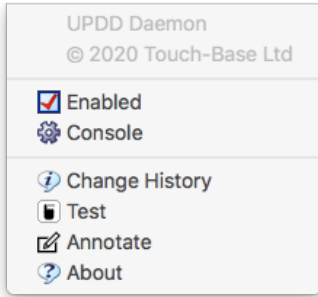 UPDD Daemon
© 2020 Touch-Base Ltd
Enabled
Console
Change History
Test
Annotate
About